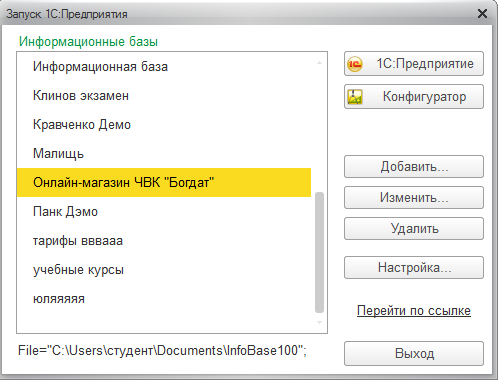 Запуск 1С:Предприятия
Информационные базы
Информационная база
Клинов экзамен
Кравченко Демо
Малищь
Онлайн-магазин ЧВК "Богдат"
Панк Дэмо
тарифы ввваaa
учебные курсы
юляяяяя
1С:Предприятие
Конфигуратор
Добавить...
Изменить...
Удалить
Настройка...
Перейти по ссылке
File="C:\Users\студент\Documents\InfoBase100";
Выход